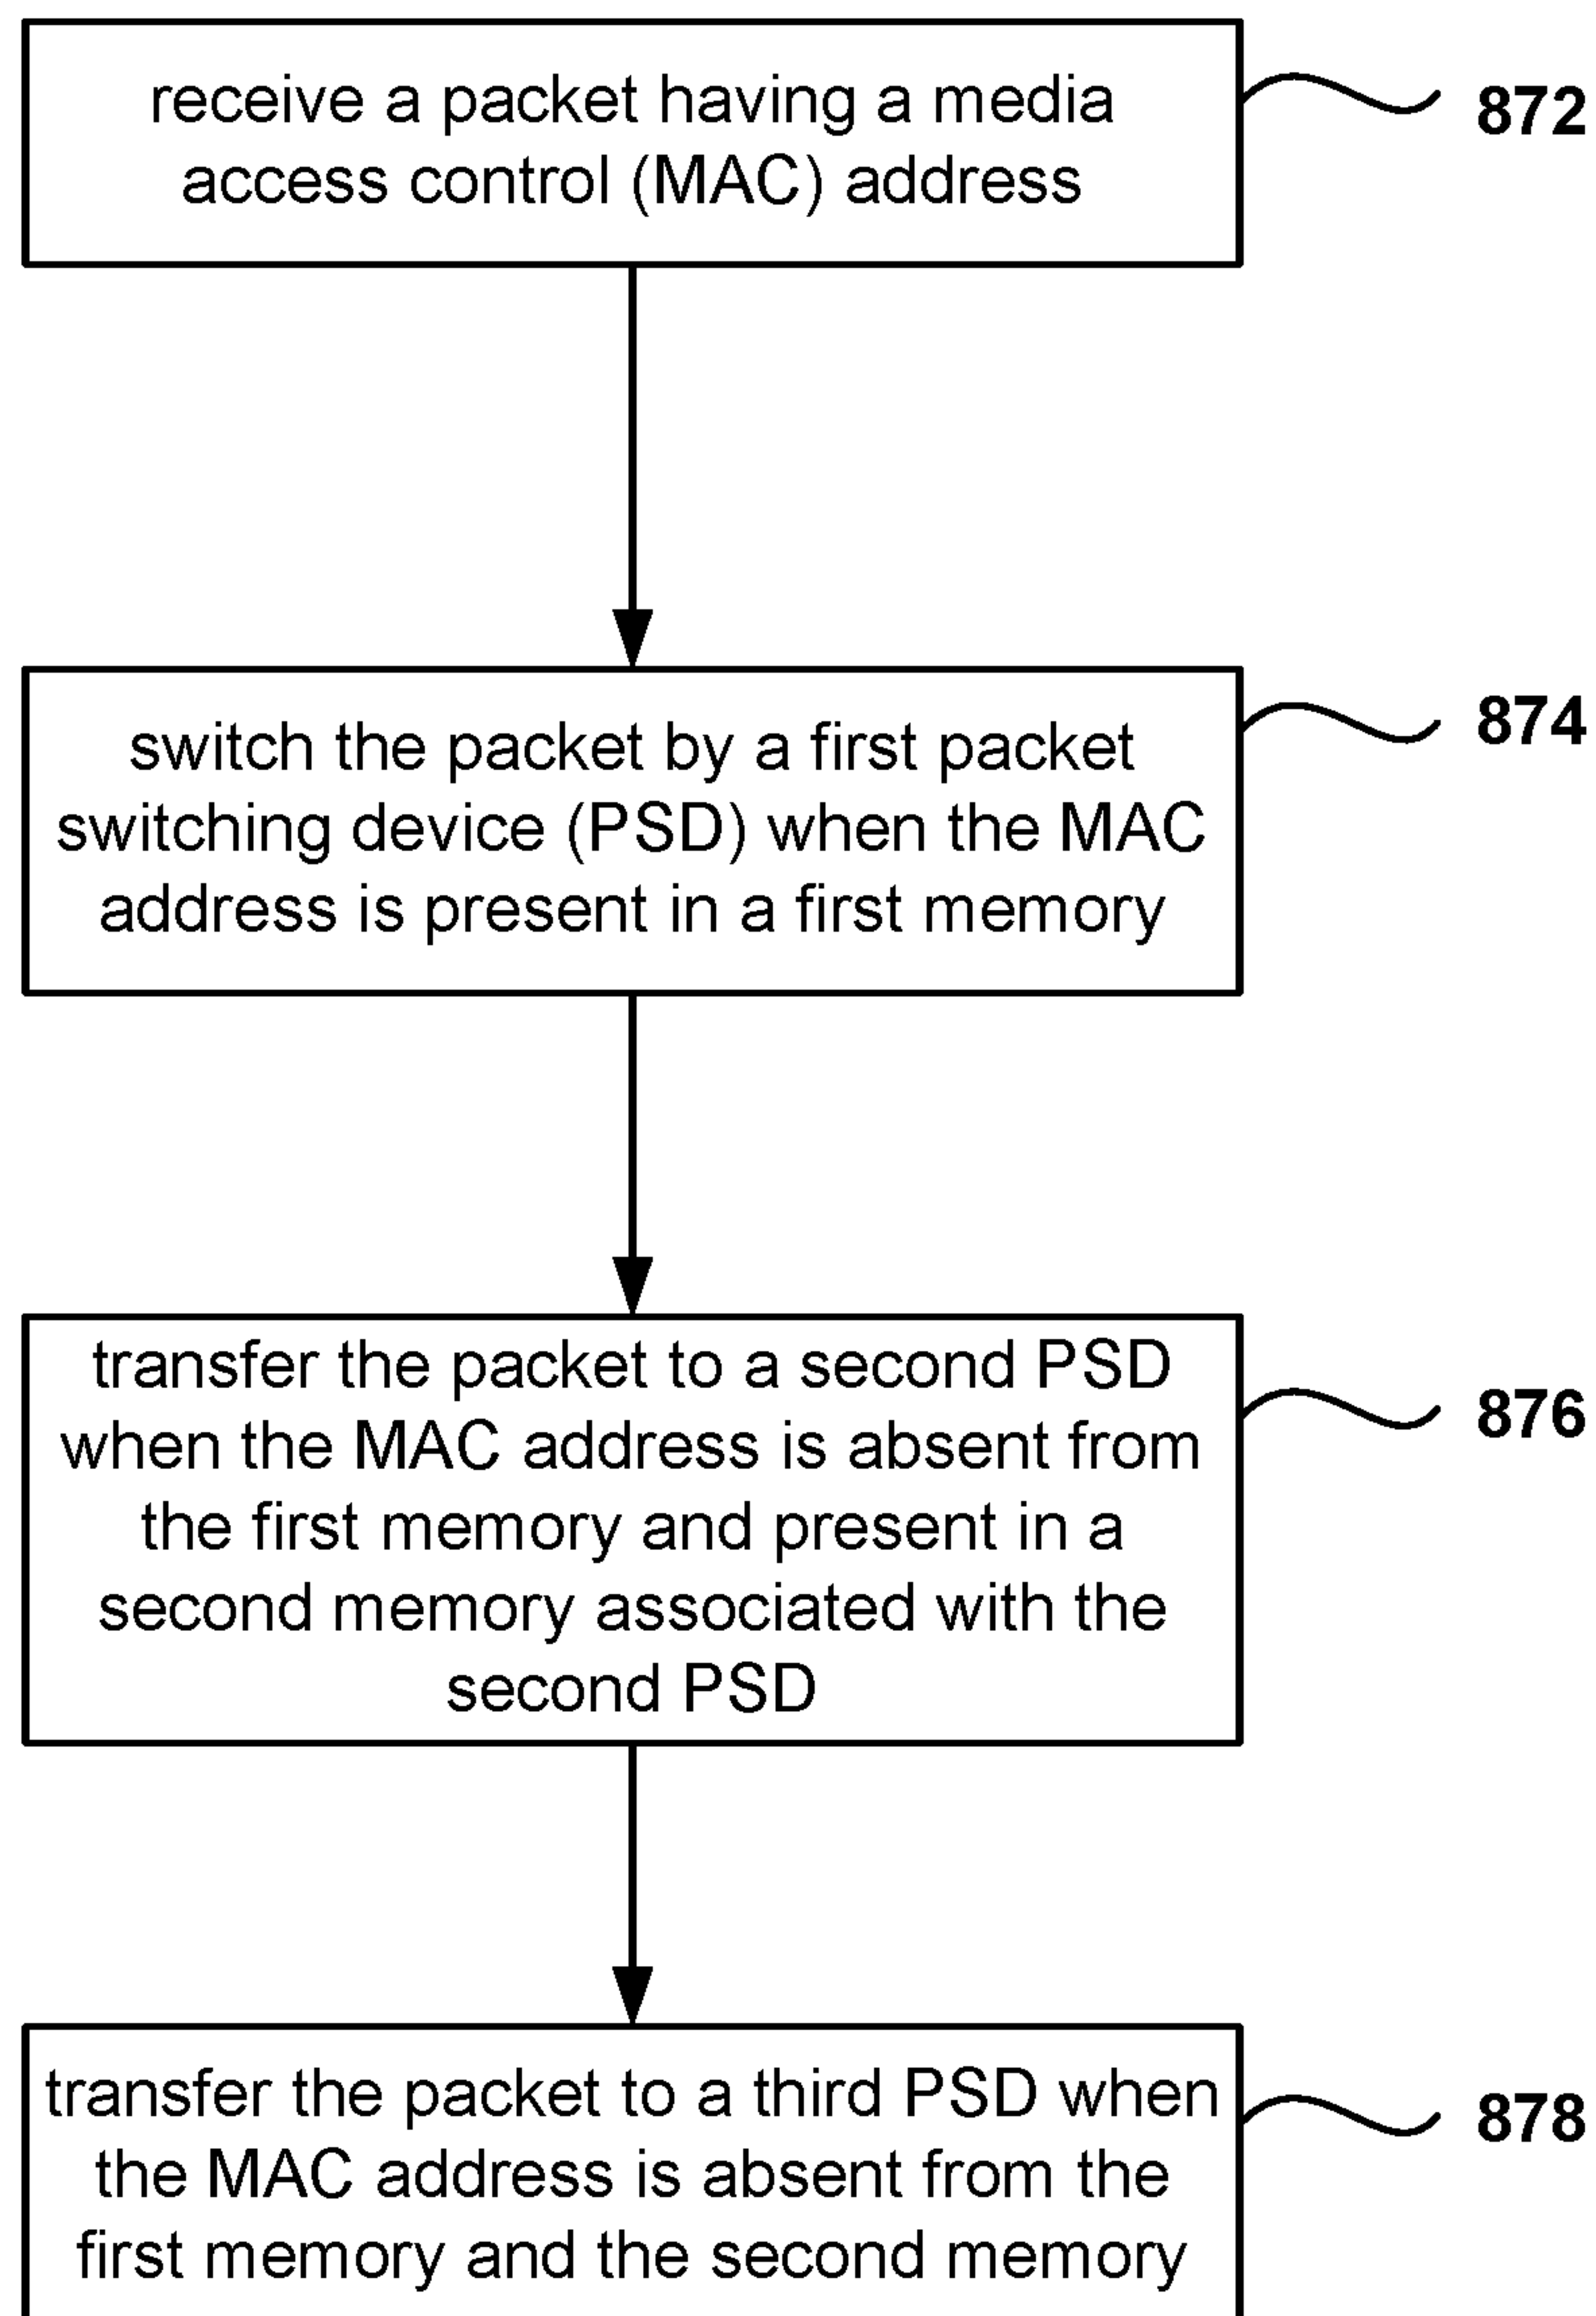 receive a packet having a media
access control (MAC) address
872
switch the packet by a first packet
switching device (PSD) when the MAC
address is present in a first memory
874
transfer the packet to a second PSD
when the MAC address is absent from
the first memory and present in a
second memory associated with the
second PSD
876
transfer the packet to a third PSD when
the MAC address is absent from the
first memory and the second memory
878